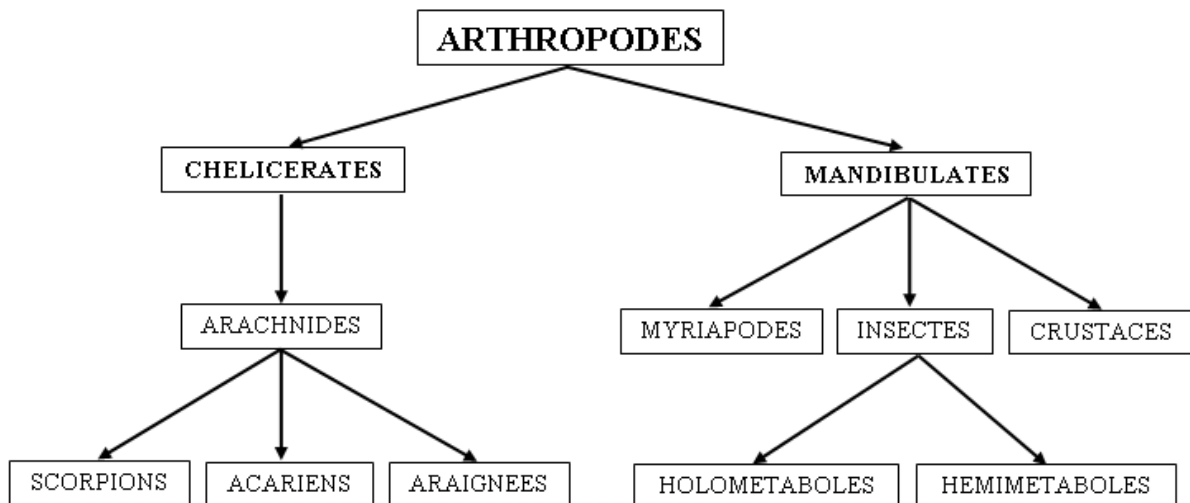 ARTHROPODES
CHELICERATES
MANDIBULATES
ARACHNIDES
MYRIAPODES
INSECTES
CRUSTACES
SCORPIONS
ACARIENS
ARAIGNEES
HOLOMETABOLES
HEMIMETABOLES